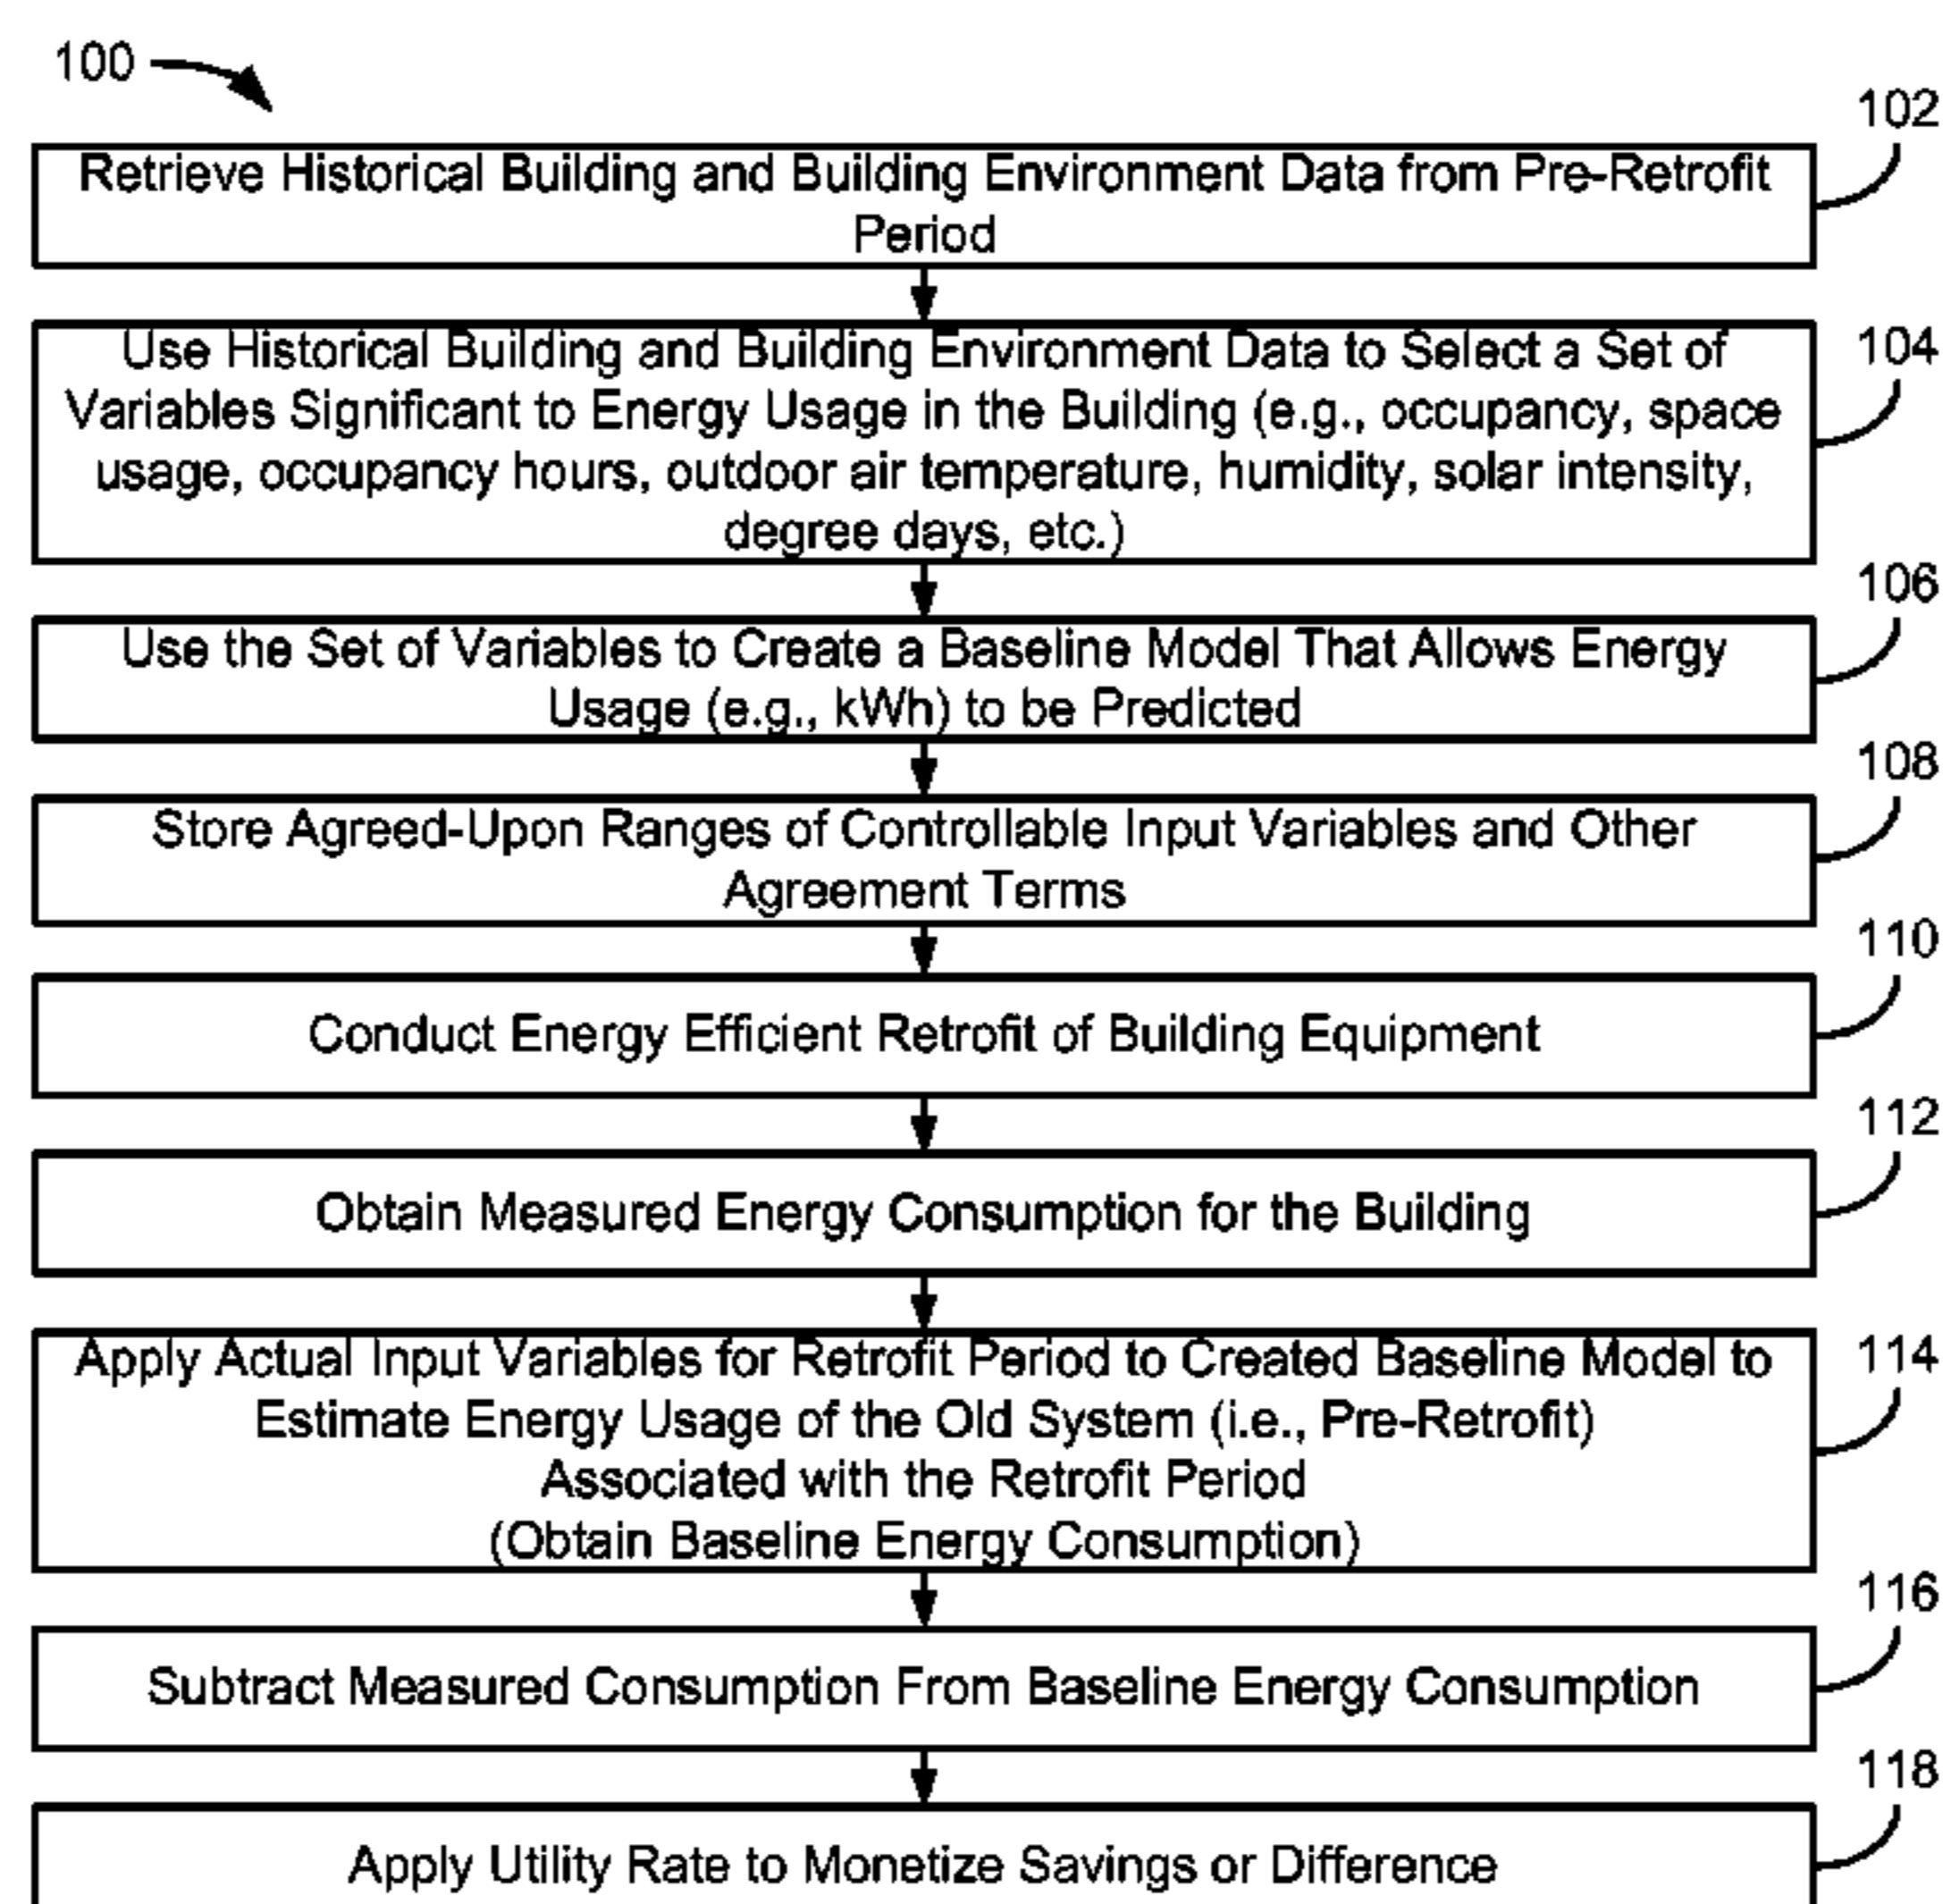 100
102
Retrieve Historical Building and Building Environment Data from Pre-Retrofit
Period
104
Use Historical Building and Building Environment Data to Select a Set of
Variables Significant to Energy Usage in the Building (e.g., occupancy, space
usage, occupancy hours, outdoor air temperature, humidity, solar intensity,
degree days, etc.)
106
Use the Set of Variables to Create a Baseline Model That Allows Energy
Usage (e.g., kWh) to be Predicted
108
Store Agreed-Upon Ranges of Controllable Input Variables and Other
Agreement Terms
110
Conduct Energy Efficient Retrofit of Building Equipment
112
Obtain Measured Energy Consumption for the Building
114
Apply Actual Input Variables for Retrofit Period to Created Baseline Model to
Estimate Energy Usage of the Old System (i.e., Pre-Retrofit)
Associated with the Retrofit Period
(Obtain Baseline Energy Consumption)
116
Subtract Measured Consumption From Baseline Energy Consumption
118
Apply Utility Rate to Monetize Savings or Difference